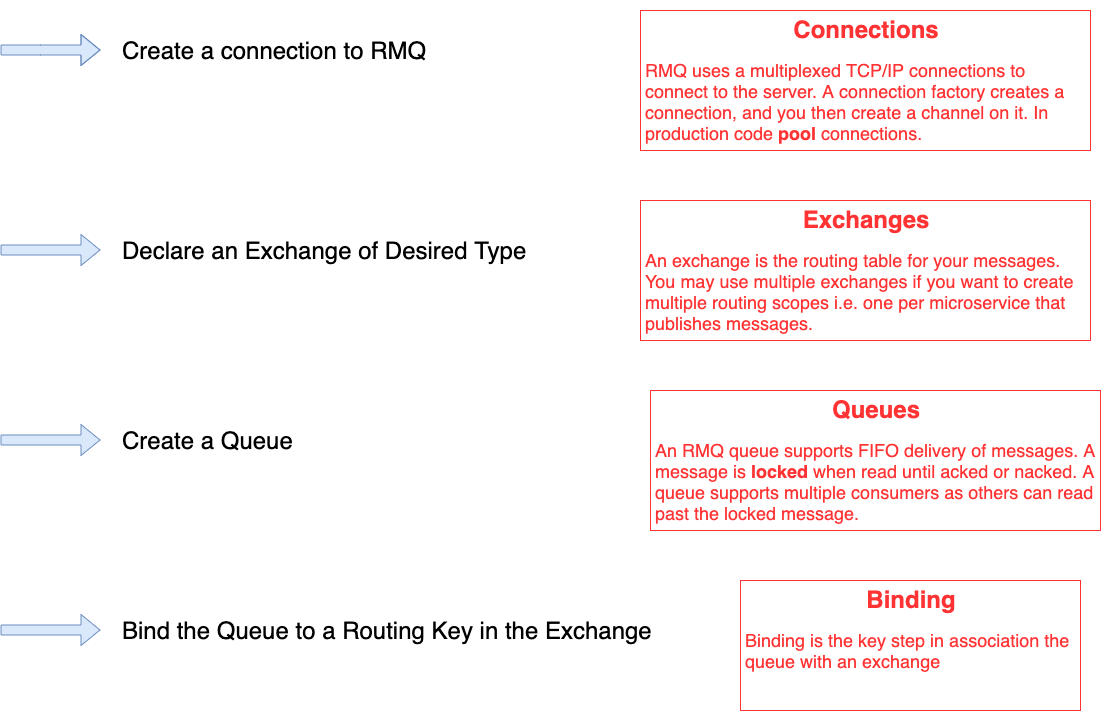 Create a connection to RMQ
Connections
RMQ uses a multiplexed TCP/IP connections to
connect to the server. A connection factory creates a
connection, and you then create a channel on it. In
production code pool connections.
Declare an Exchange of Desired Type
Exchanges
An exchange is the routing table for your messages.
You may use multiple exchanges if you want to create
multiple routing scopes i.e. one per microservice that
publishes messages.
Create a Queue
Queues
An RMQ queue supports FIFO delivery of messages. A
message is locked when read until acked or nacked. A
queue supports multiple consumers as others can read
past the locked message.
Bind the Queue to a Routing Key in the Exchange
Binding
Binding is the key step in association the
queue with an exchange